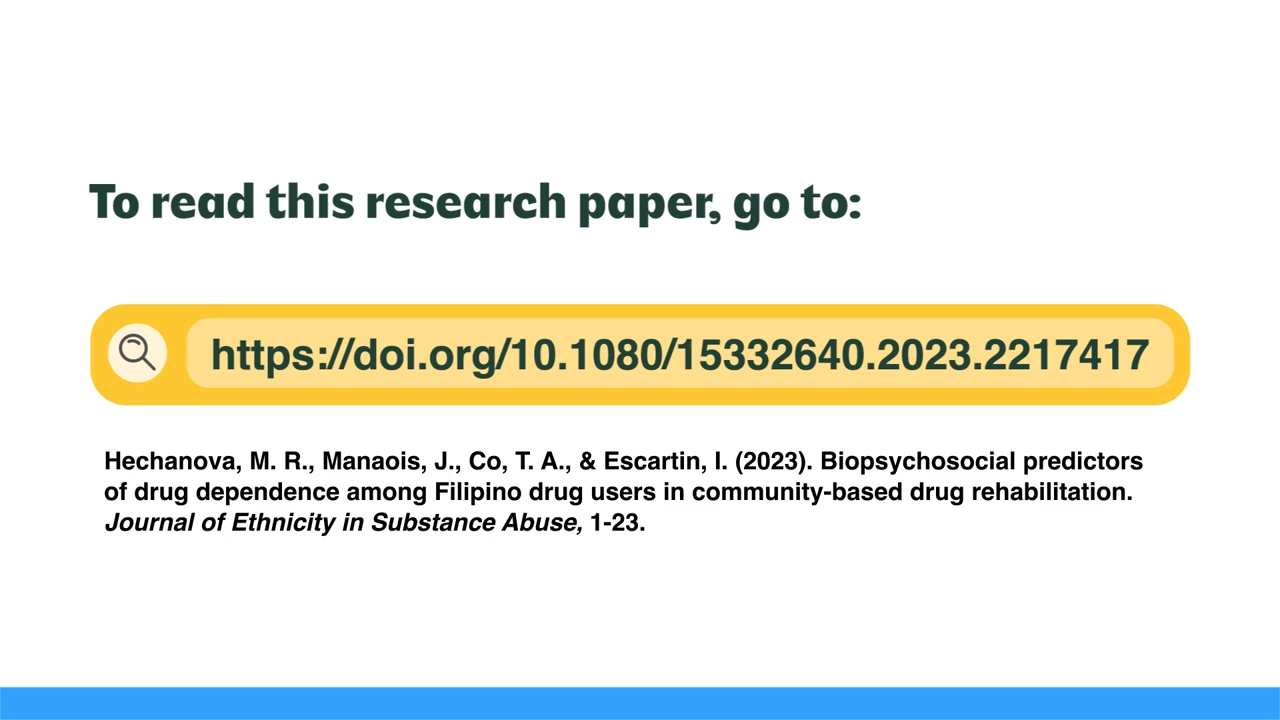 To read this research paper, go to:
https://doi.org/10.1080/15332640.2023.2217417
Hechanova, M. R., Manaois, J., Co, T. A., & Escartin, I. (2023). Biopsychosocial predictors
of drug dependence among Filipino drug users in community-based drug rehabilitation.
Journal of Ethnicity in Substance Abuse, 1-23.